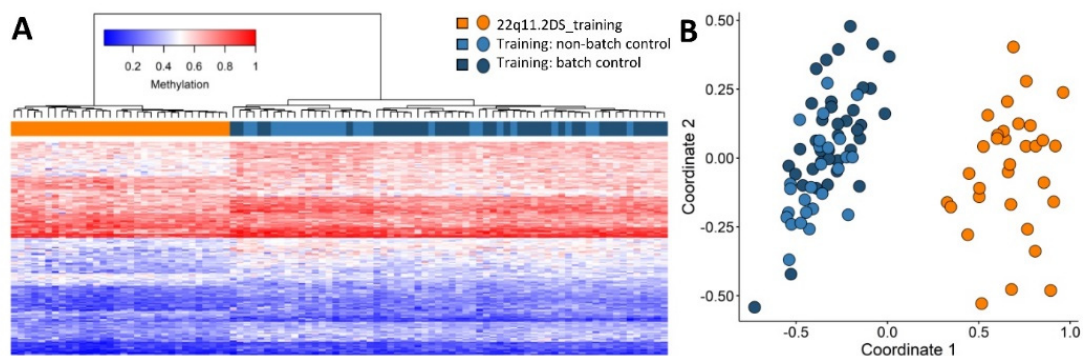 A
0.2 0.4 0.6 0.8 1
Methylation
22q11.2DS_training
Training: non-batch control
Training: batch control
B
0.50
0.25
0.00
-0.25
-0.50
Coordinate 2
-0.5 0.0 0.5 1.0
Coordinate 1